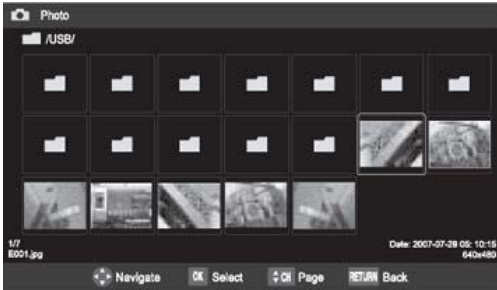 Photo
/USB/
1/7
E001.jpg
Date: 2007-07-29 05: 10:15
640x480
Navigate OK Select CH Page RETURN Back